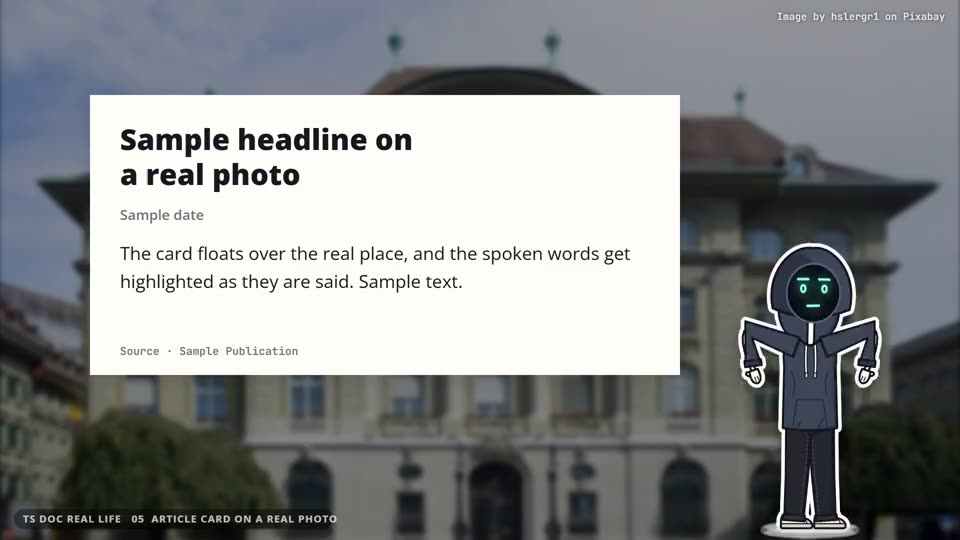 Image by hslergr1 on Pixabay
Sample headline on
a real photo
Sample date
The card floats over the real place, and the spoken words get
highlighted as they are said. Sample text.
Source · Sample Publication
TS DOC REAL LIFE 05 ARTICLE CARD ON A REAL PHOTO